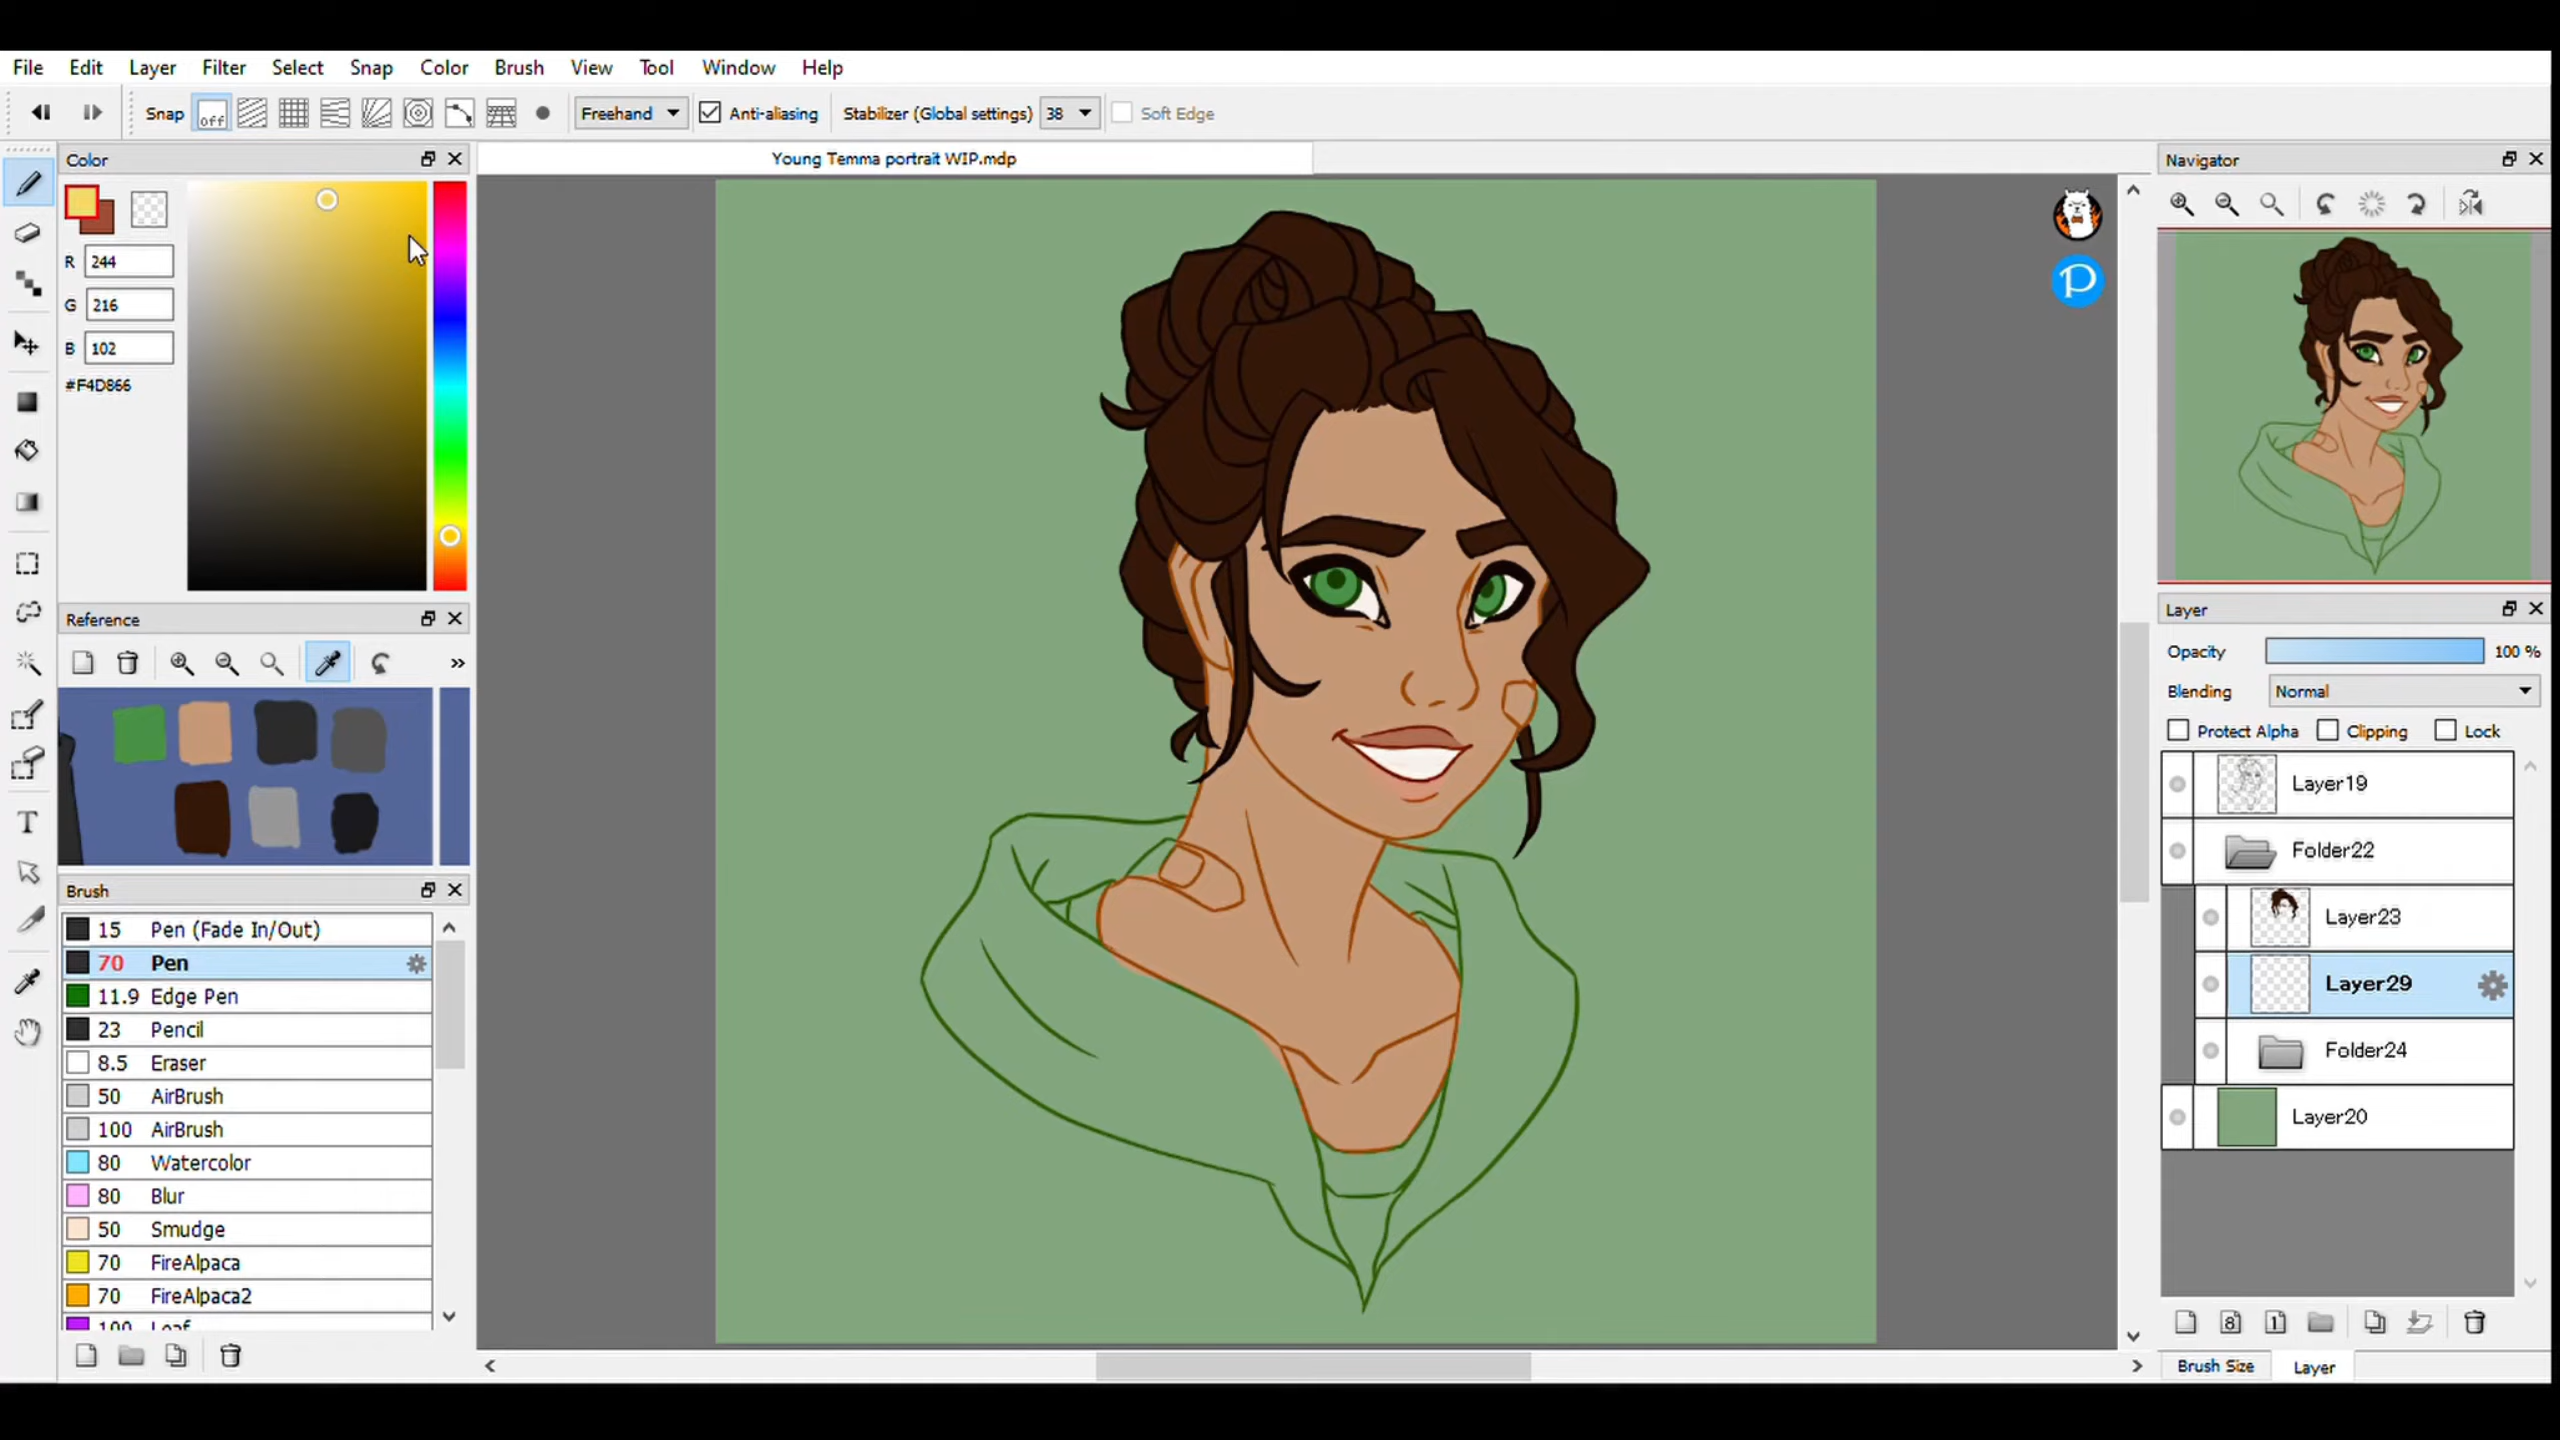 File Edit Layer Filter Select Snap Color Brush View Tool Window Help
Snap off Freehand Anti-aliasing Stabilizer (Global settings) 38 Soft Edge
Color
Young Temma portrait WIP.mdp
Navigator
R 244
G 216
B 102
#F4D866
P
Reference
Layer
Opacity 100 %
Blending Normal
Protect Alpha Clipping Lock
Layer19
Folder22
Layer23
Layer29
Folder24
Layer20
Brush
15 Pen (Fade In/Out)
70 Pen
11.9 Edge Pen
23 Pencil
8.5 Eraser
50 AirBrush
100 AirBrush
80 Watercolor
80 Blur
50 Smudge
70 FireAlpaca
70 FireAlpaca2
100 Leaf
T
8 1
Brush Size Layer